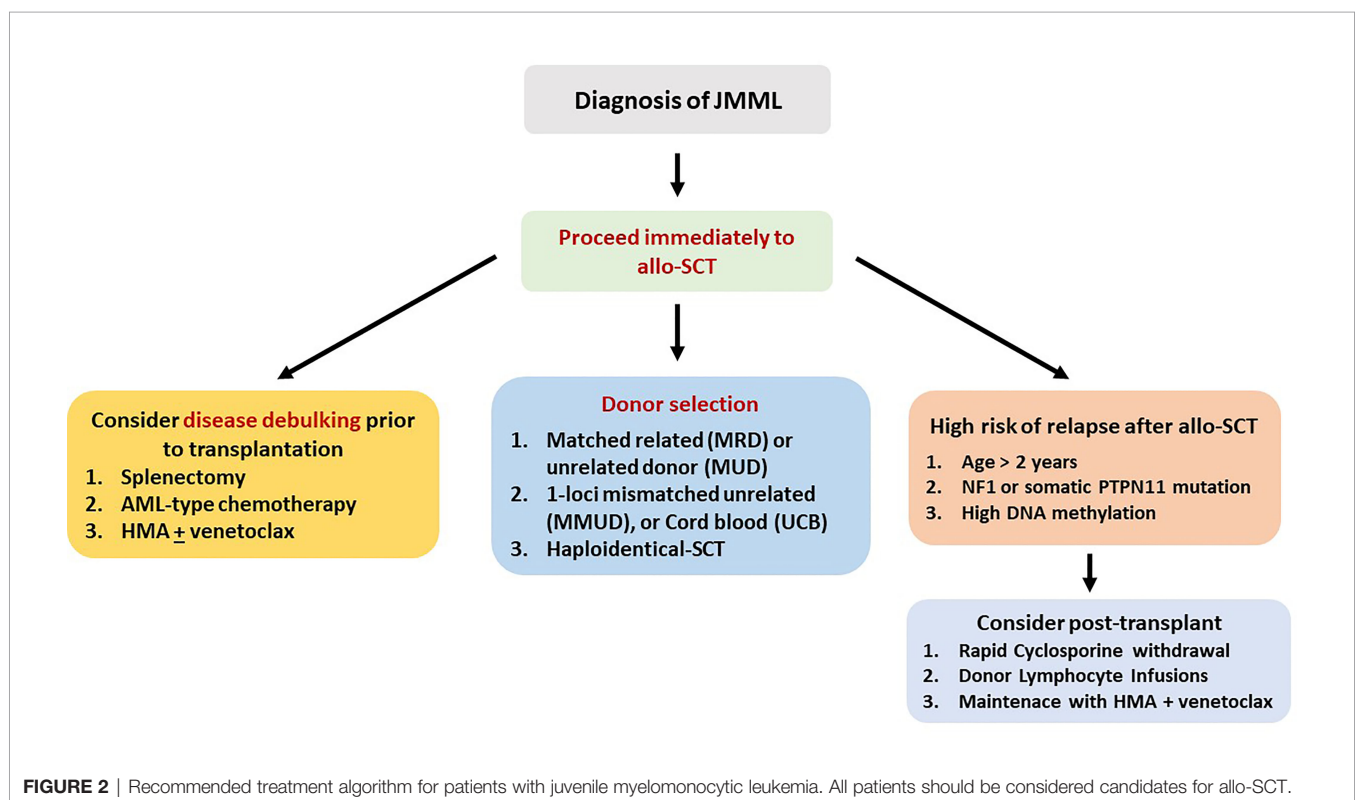 Diagnosis of JMML
Proceed immediately to
allo-SCT
Consider disease debulking prior
to transplantation
1. Splenectomy
2. AML-type chemotherapy
3. HMA ± venetoclax
Donor selection
1. Matched related (MRD) or
unrelated donor (MUD)
2. 1-loci mismatched unrelated
(MMUD), or Cord blood (UCB)
3. Haploidentical-SCT
High risk of relapse after allo-SCT
1. Age > 2 years
2. NF1 or somatic PTPN11 mutation
3. High DNA methylation
Consider post-transplant
1. Rapid Cyclosporine withdrawal
2. Donor Lymphocyte Infusions
3. Maintenace with HMA + venetoclax
FIGURE 2 | Recommended treatment algorithm for patients with juvenile myelomonocytic leukemia. All patients should be considered candidates for allo-SCT.